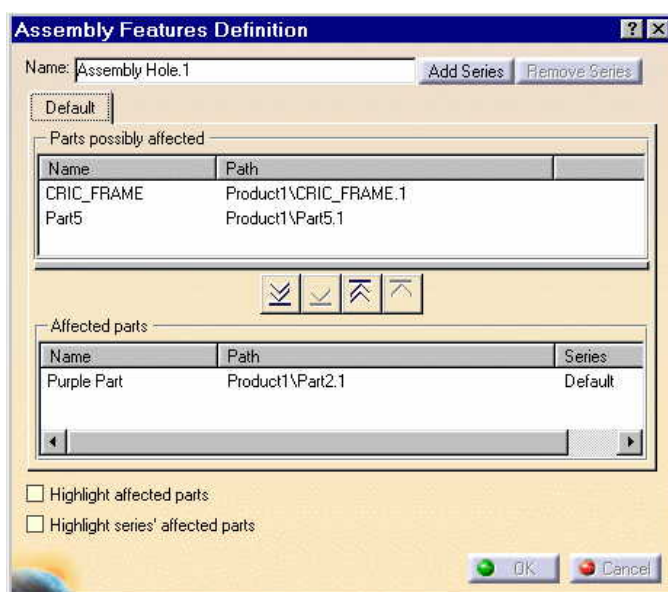 Assembly Features Definition
Name: Assembly Hole.1 Add Series Remove Series
Default
Parts possibly affected
Name Path
CRIC_FRAME Product1\CRIC_FRAME.1
Part5 Product1\Part5.1
Affected parts
Name Path Series
Purple Part Product1\Part2.1 Default
Highlight affected parts
Highlight series' affected parts
OK Cancel